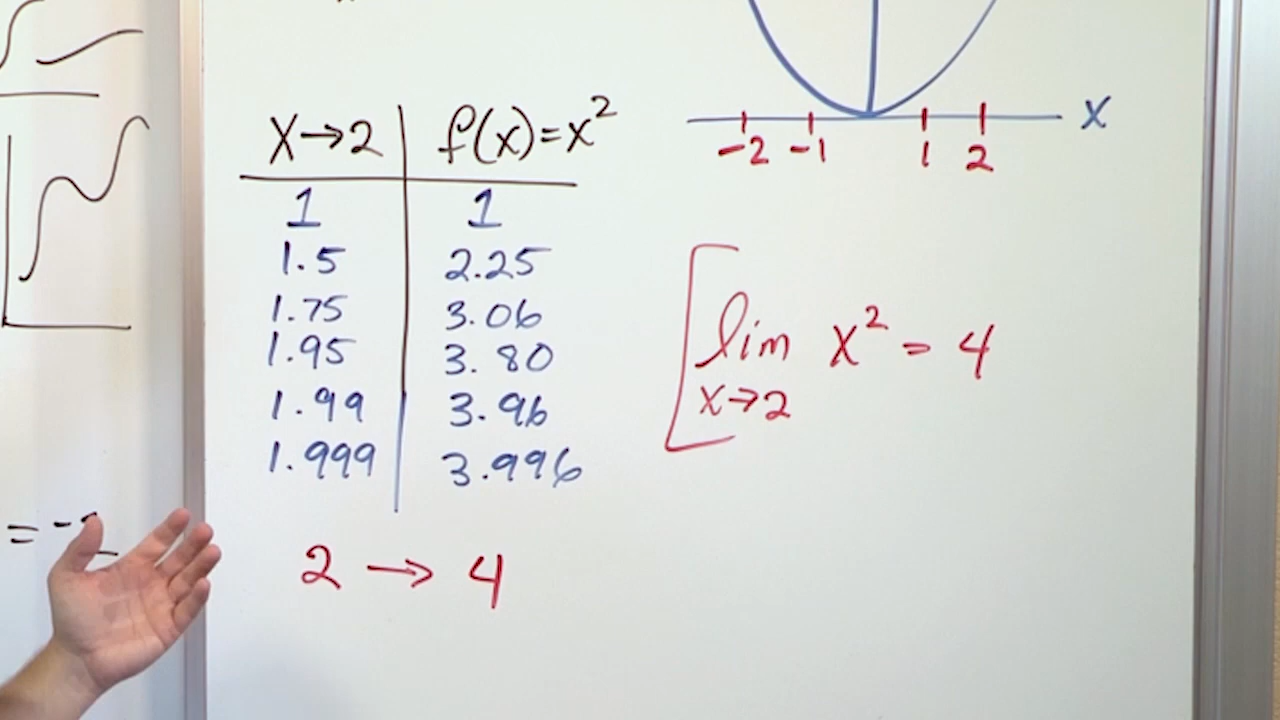 X→2 f(x)=x²
1 1
1.5 2.25
1.75 3.06
1.95 3.80
1.99 3.96
1.999 3.996
2 → 4
X
-2 -1 1 2
lim x² = 4
x→2
= -